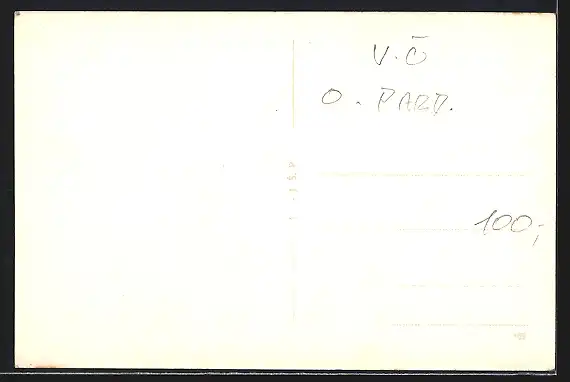 V.Č
O. PARD.
100,-